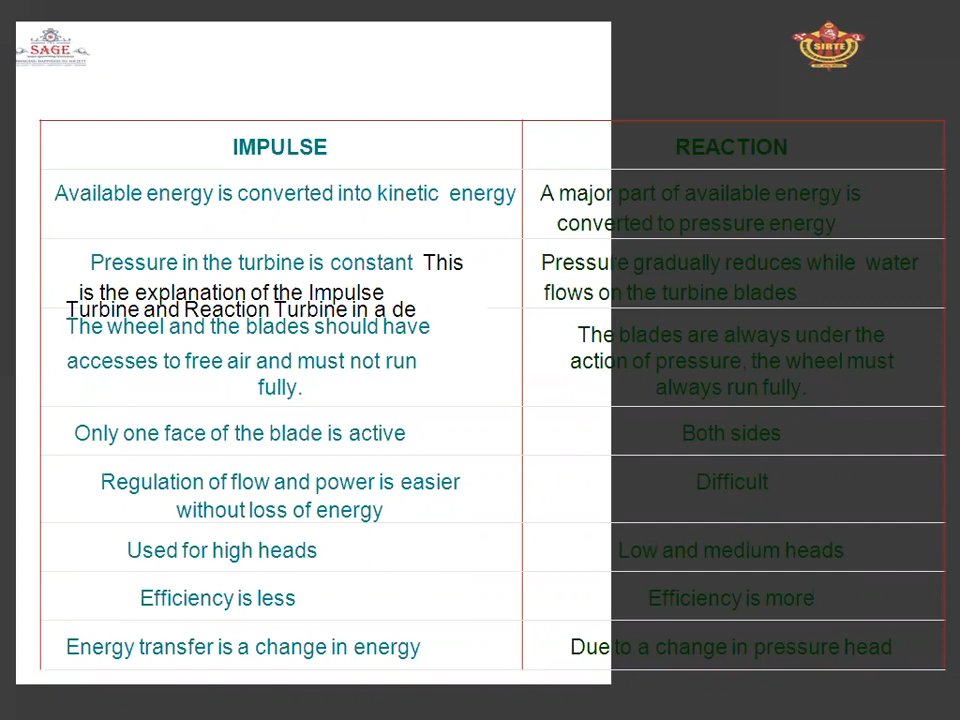 SAGE
SIRTE
IMPULSE
REACTION
Available energy is converted into kinetic energy
A major part of available energy is
converted to pressure energy
Pressure in the turbine is constant This
is the explanation of the Impulse
Turbine and Reaction Turbine in a de
Pressure gradually reduces while water
flows on the turbine blades
The wheel and the blades should have
accesses to free air and must not run
fully.
The blades are always under the
action of pressure, the wheel must
always run fully.
Only one face of the blade is active
Both sides
Regulation of flow and power is easier
without loss of energy
Difficult
Used for high heads
Low and medium heads
Efficiency is less
Efficiency is more
Energy transfer is a change in energy
Due to a change in pressure head